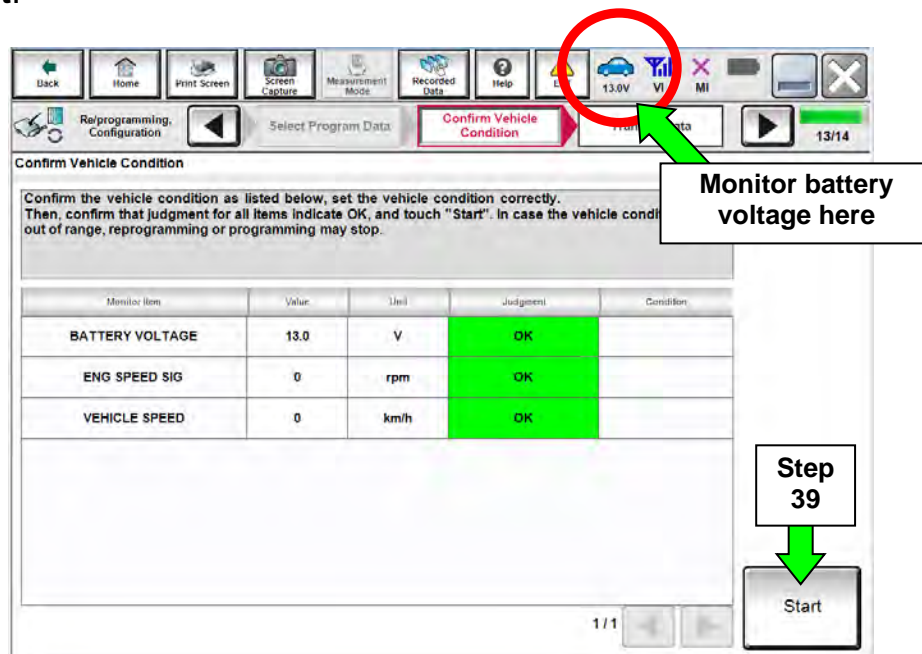 Back
Home
Print Screen
Screen
Capture
Measurement
Mode
Recorded
Data
Help
13.0V
VI
MI
Re/programming,
Configuration
Select Program Data
Confirm Vehicle
Condition
13/14
Confirm Vehicle Condition
Monitor battery
voltage here
Confirm the vehicle condition as listed below, set the vehicle condition correctly.
Then, confirm that judgment for all items indicate OK, and touch "Start". In case the vehicle condi
out of range, reprogramming or programming may stop.
Monitor Item
Value
Unit
Judgment
Condition
BATTERY VOLTAGE
13.0
V
OK
ENG SPEED SIG
0
rpm
OK
VEHICLE SPEED
0
km/h
OK
Step
39
Start
1/1